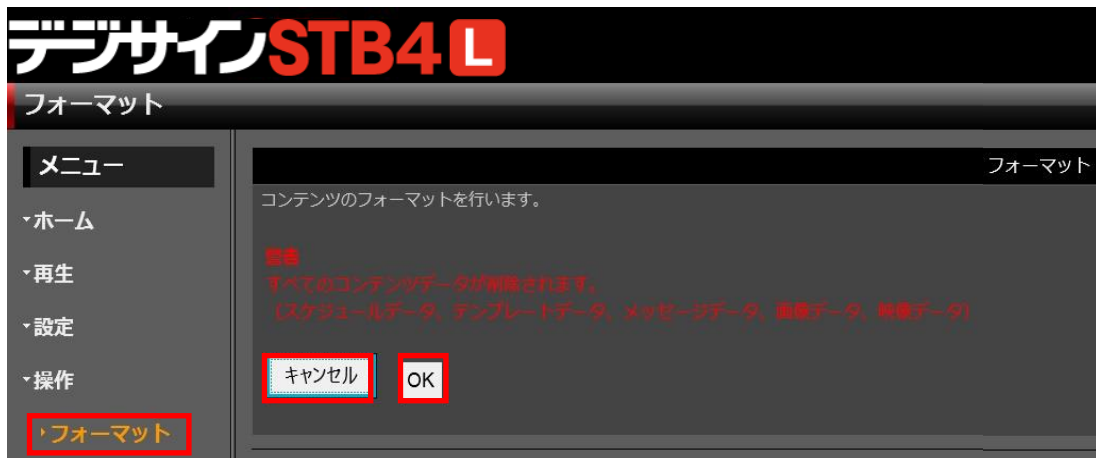 デジサインSTB4 L
フォーマット
メニュー
フォーマット
コンテンツのフォーマットを行います。
ホーム
警告
再生
すべてのコンテンツデータが削除されます。
（スケジュールデータ、テンプレートデータ、メッセージデータ、画像データ、映像データ）
設定
キャンセル
OK
操作
フォーマット